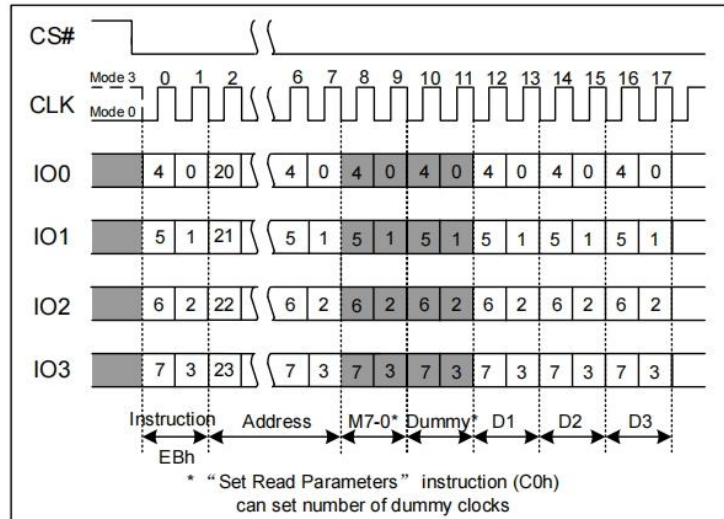 CS#
Mode 3 0 1 2 6 7 8 9 10 11 12 13 14 15 16 17
CLK
Mode 0
IO0 4 0 20 4 0 4 0 4 0 4 0 4 0 4 0
IO1 5 1 21 5 1 5 1 5 1 5 1 5 1 5 1
IO2 6 2 22 6 2 6 2 6 2 6 2 6 2 6 2
IO3 7 3 23 7 3 7 3 7 3 7 3 7 3 7 3
Instruction Address M7-0* Dummy* D1 D2 D3
EBh
* “Set Read Parameters” instruction (C0h)
can set number of dummy clocks